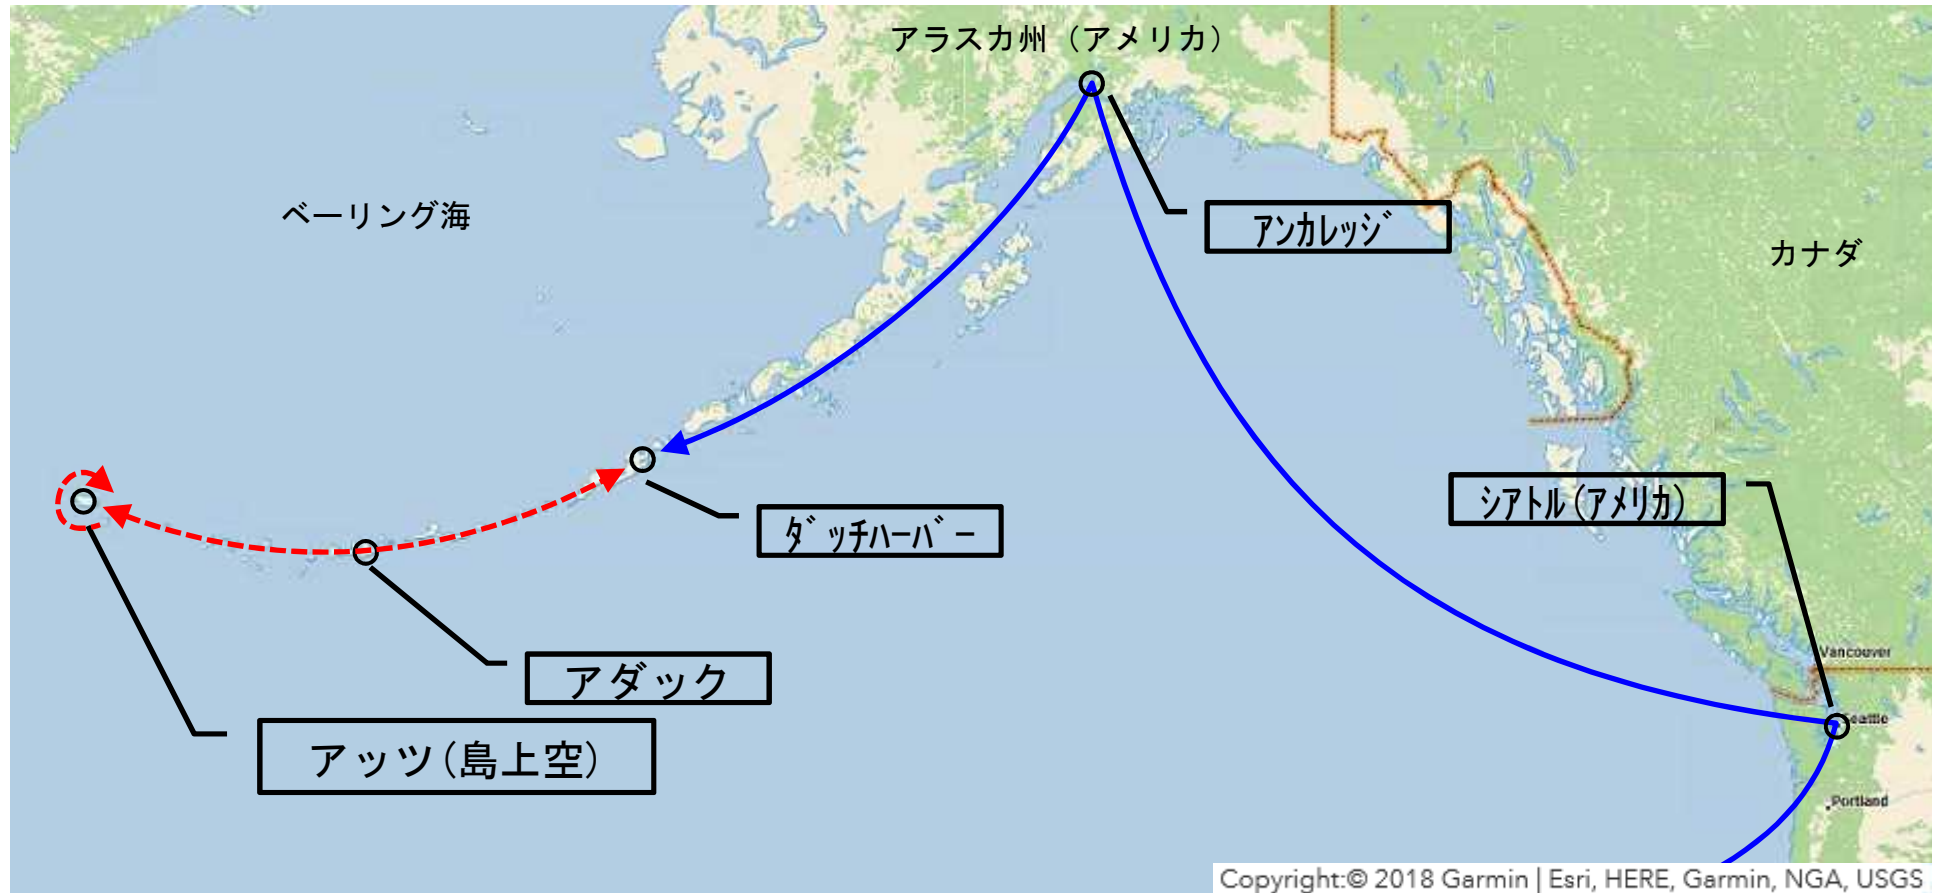 アラスカ州（アメリカ）
ベーリング海
アンカレッジ
カナダ
シアトル(アメリカ)
ダッチハーバー
アダック
アッツ(島上空)
Vancouver
Seattle
Portland
Copyright:© 2018 Garmin | Esri, HERE, Garmin, NGA, USGS